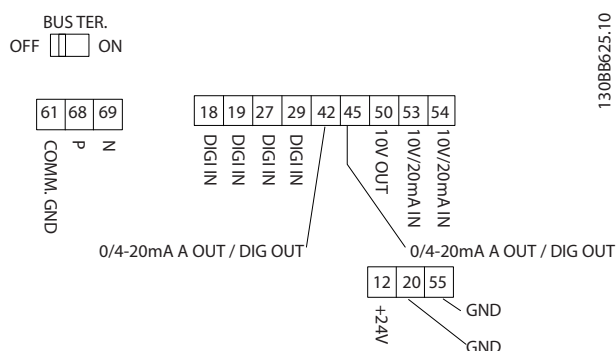 BUS TER.
OFF ON
130BB625.10
61 68 69
COMM. GND
P
N
18 19 27 29 42 45 50 53 54
DIGI IN
DIGI IN
DIGI IN
DIGI IN
10V OUT
10V/20mA IN
10V/20mA IN
0/4-20mA A OUT / DIG OUT
0/4-20mA A OUT / DIG OUT
12 20 55
+24V
GND
GND